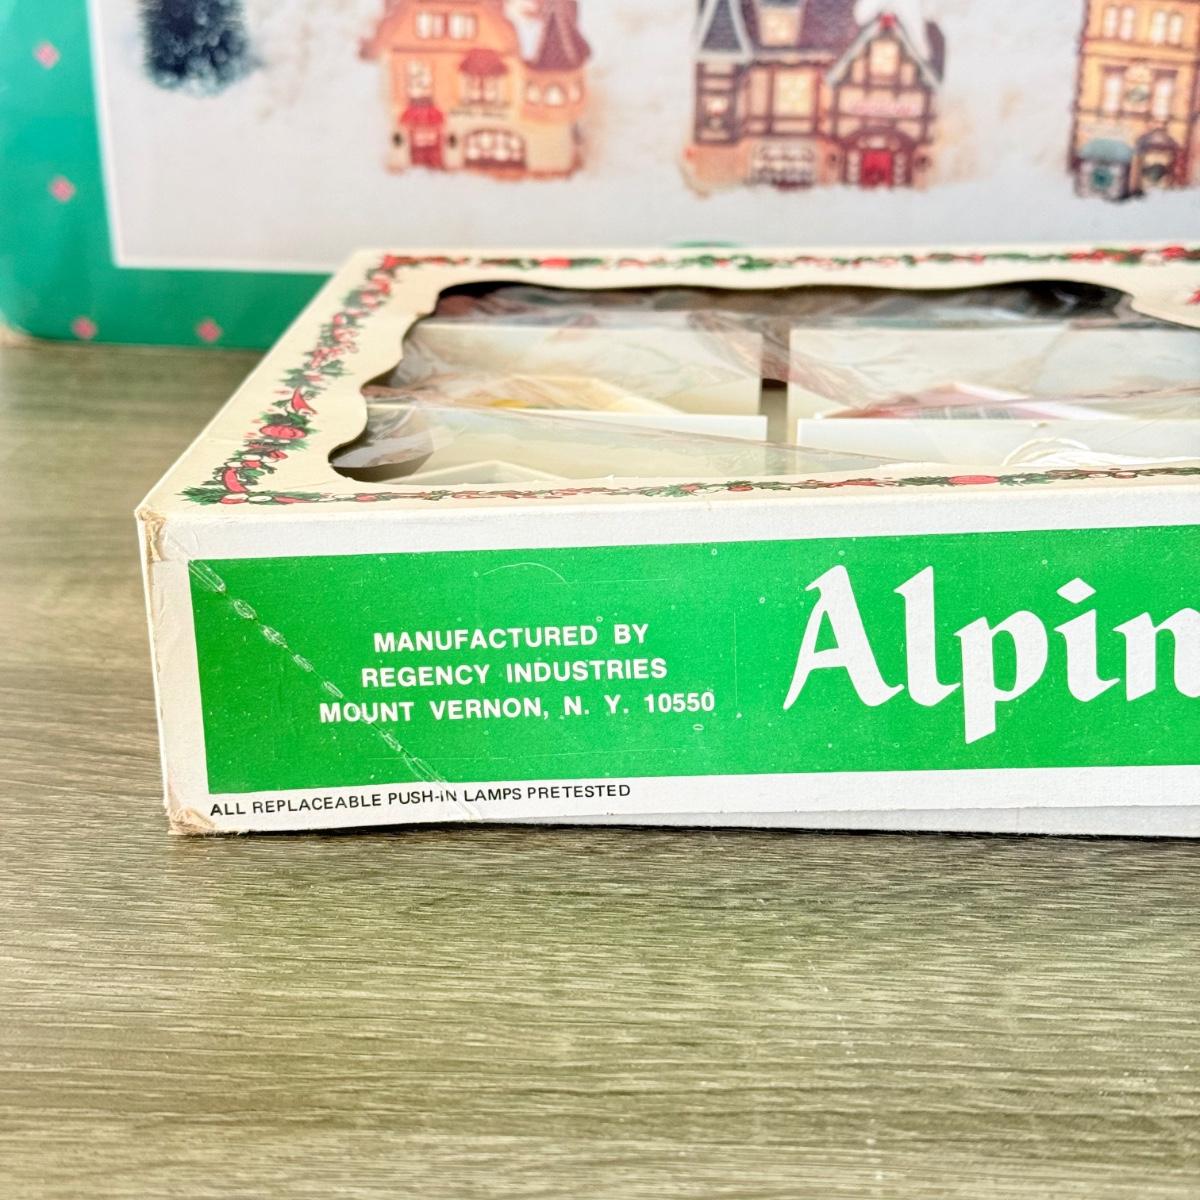 MANUFACTURED BY
REGENCY INDUSTRIES
MOUNT VERNON, N. Y. 10550
Alpin
ALL REPLACEABLE PUSH-IN LAMPS PRETESTED